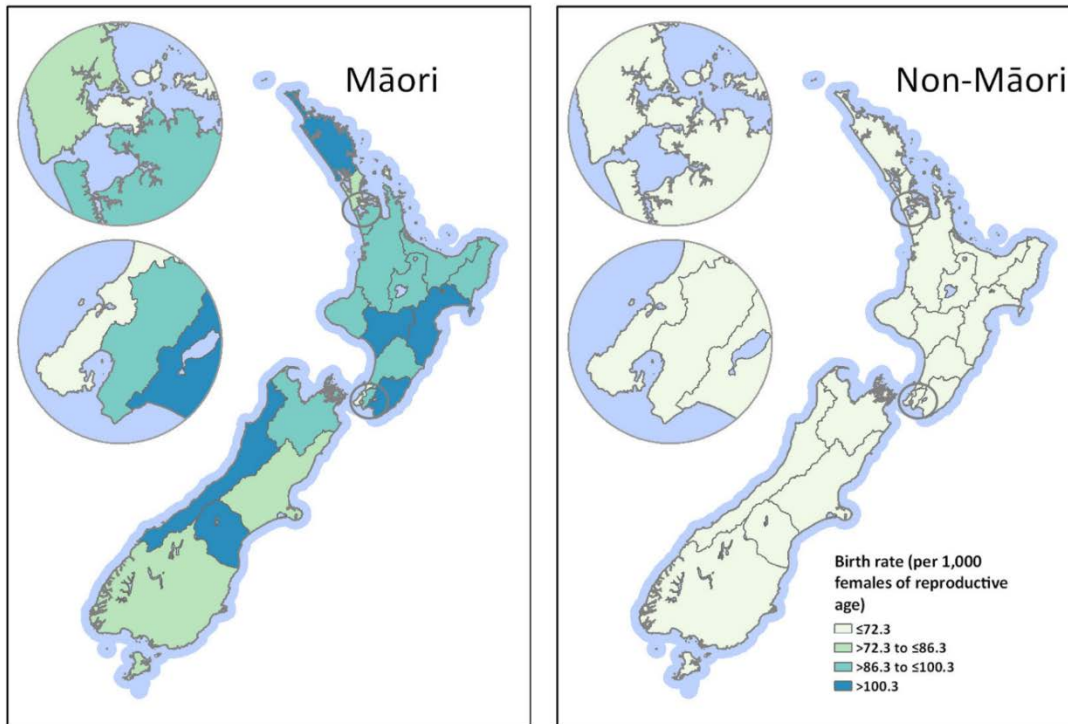 Māori
Non-Māori
Birth rate (per 1,000
females of reproductive
age)
≤72.3
>72.3 to ≤86.3
>86.3 to ≤100.3
>100.3